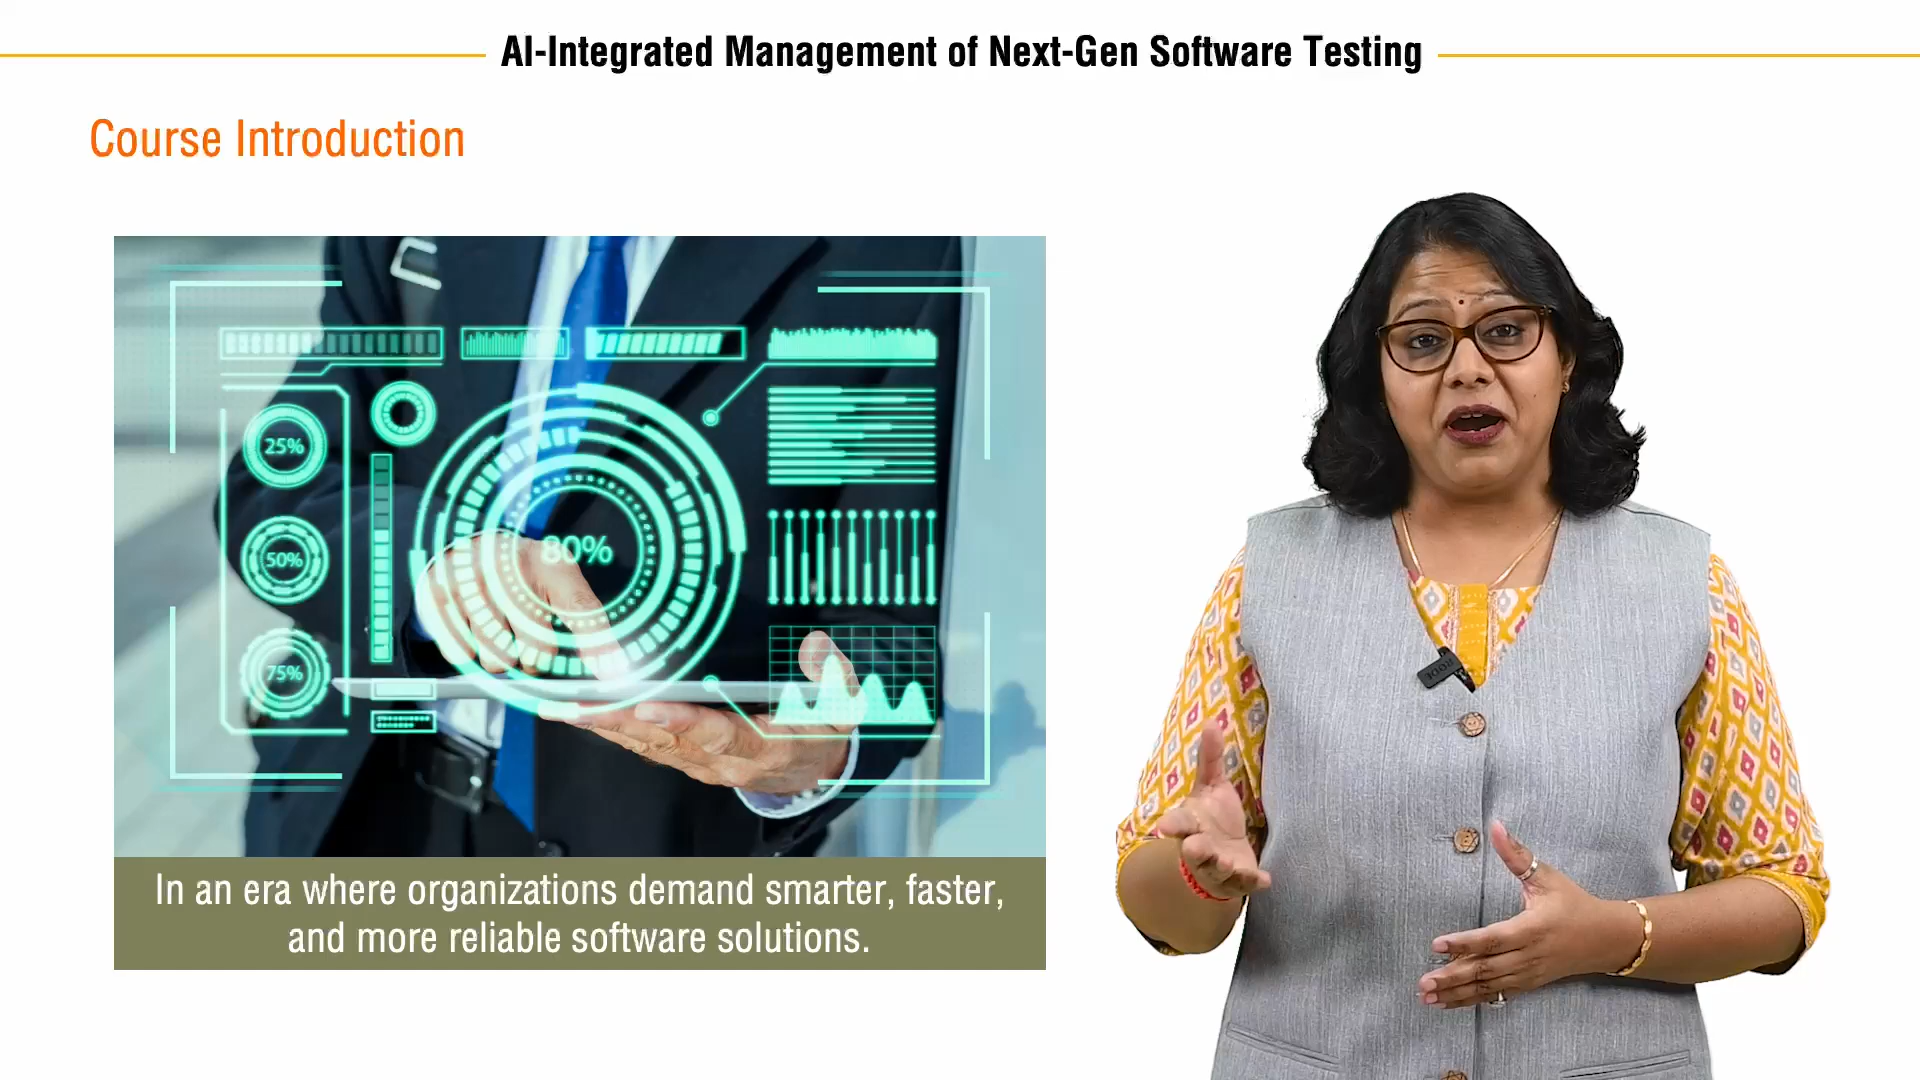 AI-Integrated Management of Next-Gen Software Testing
Course Introduction
25%
50%
80%
75%
RODE
In an era where organizations demand smarter, faster,
and more reliable software solutions.